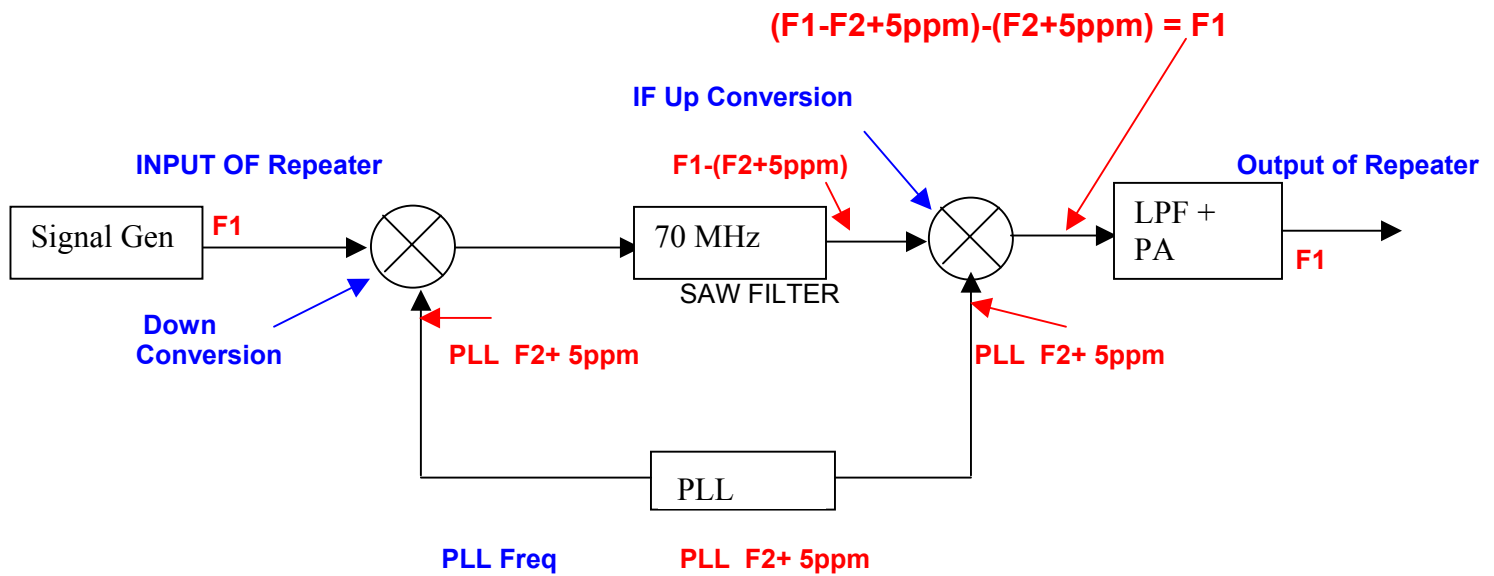 (F1-F2+5ppm)-(F2+5ppm) = F1
IF Up Conversion
INPUT OF Repeater
F1-(F2+5ppm)
Output of Repeater
Signal Gen
F1
70 MHz
SAW FILTER
LPF +
PA
F1
Down
Conversion
PLL F2+ 5ppm
PLL F2+ 5ppm
PLL
PLL Freq
PLL F2+ 5ppm